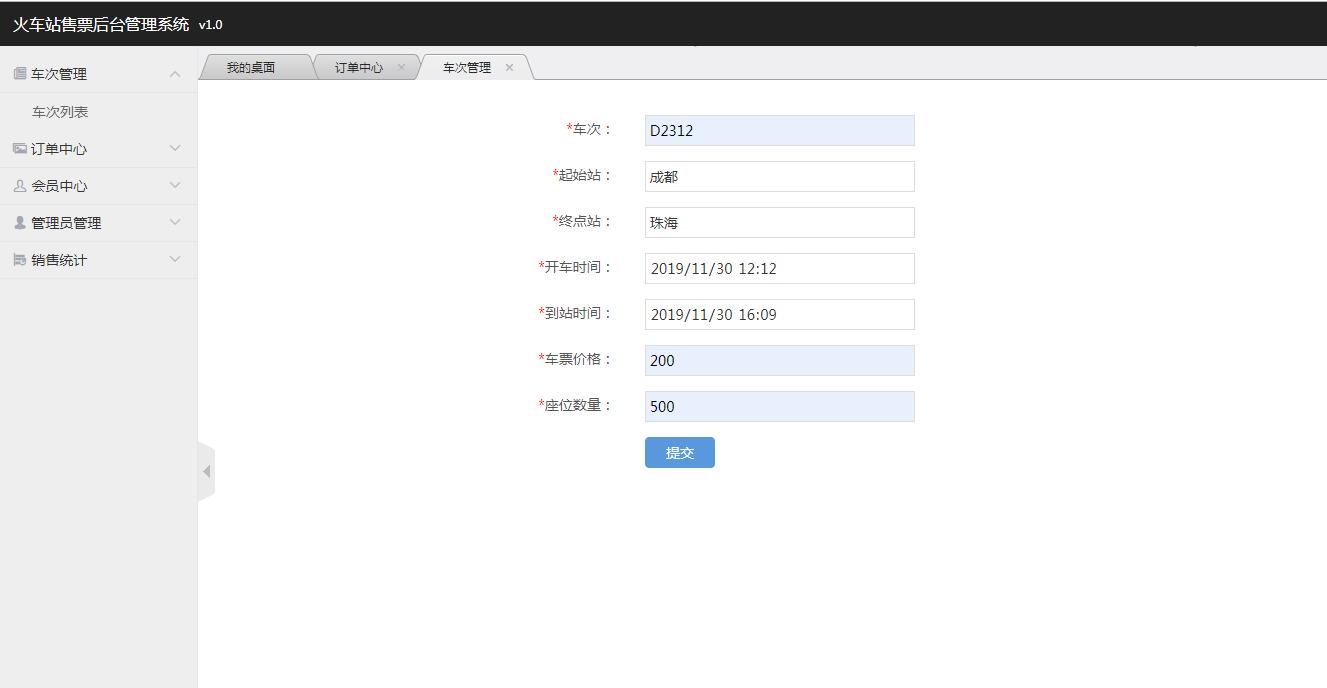 火车站售票后台管理系统 v1.0
车次管理
车次列表
订单中心
会员中心
管理员管理
销售统计
我的桌面 订单中心 车次管理
*车次： D2312
*起始站： 成都
*终点站： 珠海
*开车时间： 2019/11/30 12:12
*到站时间： 2019/11/30 16:09
*车票价格： 200
*座位数量： 500
提交